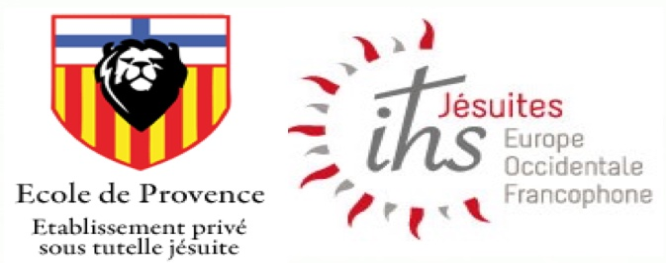 Ecole de Provence
Etablissement privé
sous tutelle jésuite
ihs
Jésuites
Europe
Occidentale
Francophone